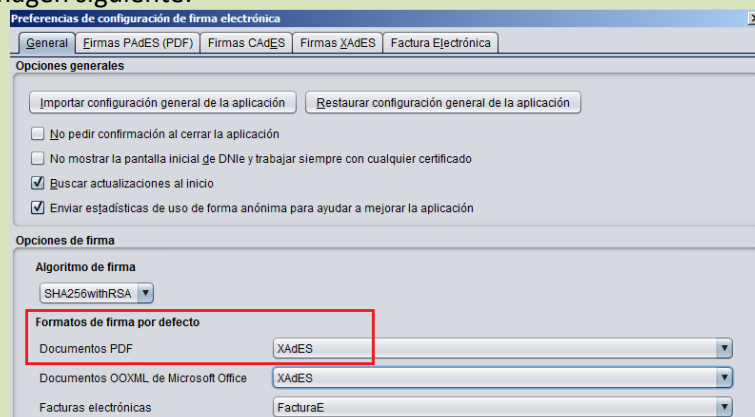 Preferencias de configuración de firma electrónica
General Firmas PAdES (PDF) Firmas CAdES Firmas XAdES Factura Electrónica
Opciones generales
Importar configuración general de la aplicación Restaurar configuración general de la aplicación
No pedir confirmación al cerrar la aplicación
No mostrar la pantalla inicial de DNIe y trabajar siempre con cualquier certificado
Buscar actualizaciones al inicio
Enviar estadísticas de uso de forma anónima para ayudar a mejorar la aplicación
Opciones de firma
Algoritmo de firma
SHA256withRSA
Formatos de firma por defecto
Documentos PDF XAdES
Documentos OOXML de Microsoft Office XAdES
Facturas electrónicas FacturaE